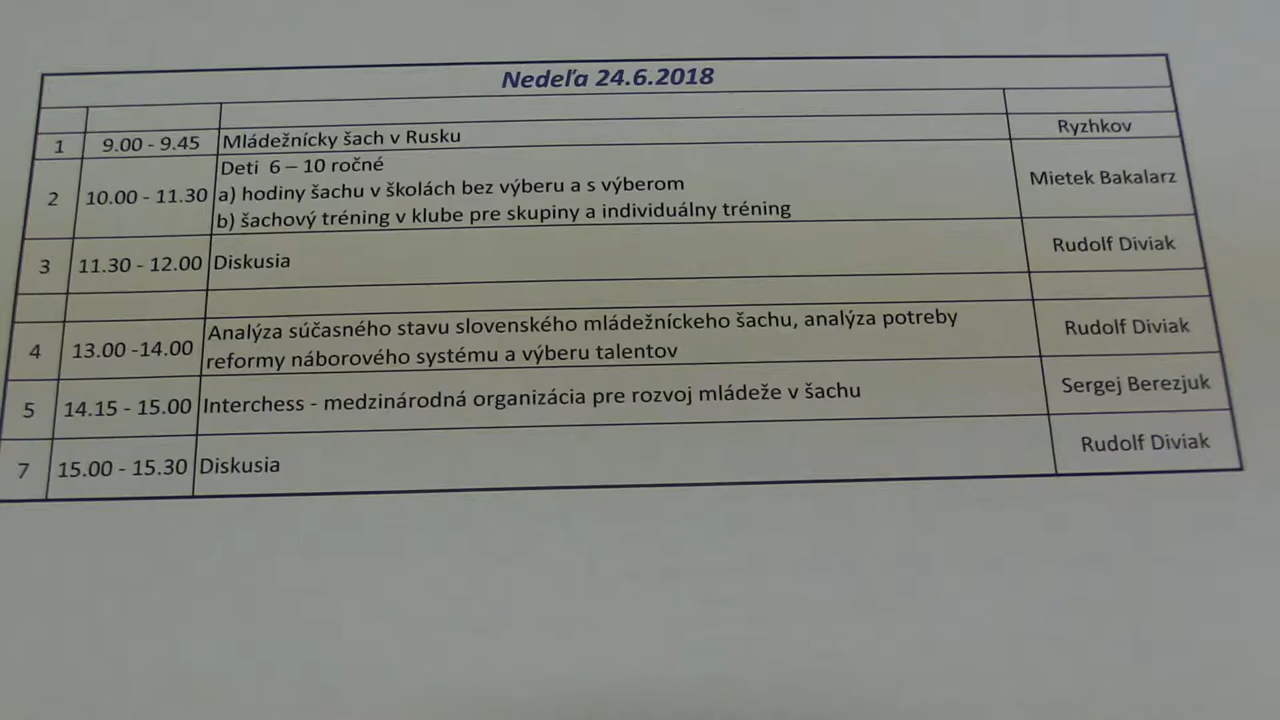 Nedeľa 24.6.2018
1 9.00 - 9.45 Mládežnícky šach v Rusku Ryzhkov
Deti 6 – 10 ročné
2 10.00 - 11.30 a) hodiny šachu v školách bez výberu a s výberom Mietek Bakalarz
b) šachový tréning v klube pre skupiny a individuálny tréning
3 11.30 - 12.00 Diskusia Rudolf Diviak
Analýza súčasného stavu slovenského mládežníckeho šachu, analýza potreby
4 13.00 -14.00 reformy náborového systému a výberu talentov Rudolf Diviak
5 14.15 - 15.00 Interchess - medzinárodná organizácia pre rozvoj mládeže v šachu Sergej Berezjuk
7 15.00 - 15.30 Diskusia Rudolf Diviak